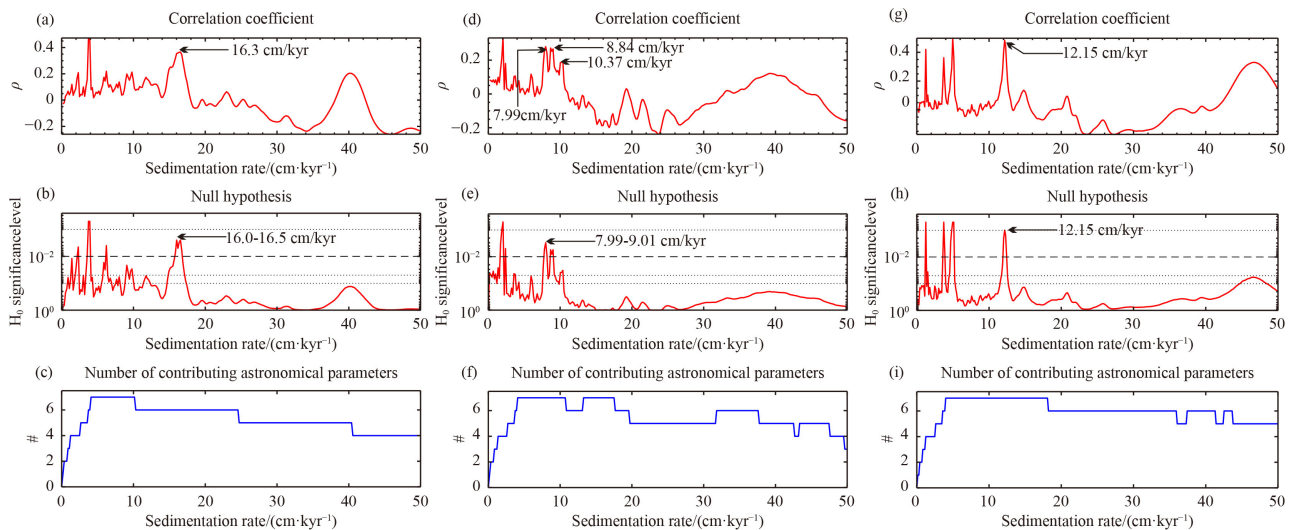 (a)
Correlation coefficient
16.3 cm/kyr
0.4
0.2
0
−0.2
ρ
0 10 20 30 40 50
Sedimentation rate/(cm·kyr⁻¹)
(d)
Correlation coefficient
8.84 cm/kyr
10.37 cm/kyr
7.99cm/kyr
0.2
0
−0.2
ρ
0 10 20 30 40 50
Sedimentation rate/(cm·kyr⁻¹)
(g)
Correlation coefficient
12.15 cm/kyr
0.4
0.2
0
ρ
0 10 20 30 40 50
Sedimentation rate/(cm·kyr⁻¹)
(b)
Null hypothesis
16.0-16.5 cm/kyr
10⁻²
10⁰
H₀ significancelevel
0 10 20 30 40 50
Sedimentation rate/(cm·kyr⁻¹)
(e)
Null hypothesis
7.99-9.01 cm/kyr
10⁻²
10⁰
H₀ significancelevel
0 10 20 30 40 50
Sedimentation rate/(cm·kyr⁻¹)
(h)
Null hypothesis
12.15 cm/kyr
10⁻²
10⁰
H₀ significancelevel
0 10 20 30 40 50
Sedimentation rate/(cm·kyr⁻¹)
(c)
Number of contributing astronomical parameters
6
4
2
0
#
0 10 20 30 40 50
Sedimentation rate/(cm·kyr⁻¹)
(f)
Number of contributing astronomical parameters
6
4
2
0
#
0 10 20 30 40 50
Sedimentation rate/(cm·kyr⁻¹)
(i)
Number of contributing astronomical parameters
6
4
2
0
#
0 10 20 30 40 50
Sedimentation rate/(cm·kyr⁻¹)